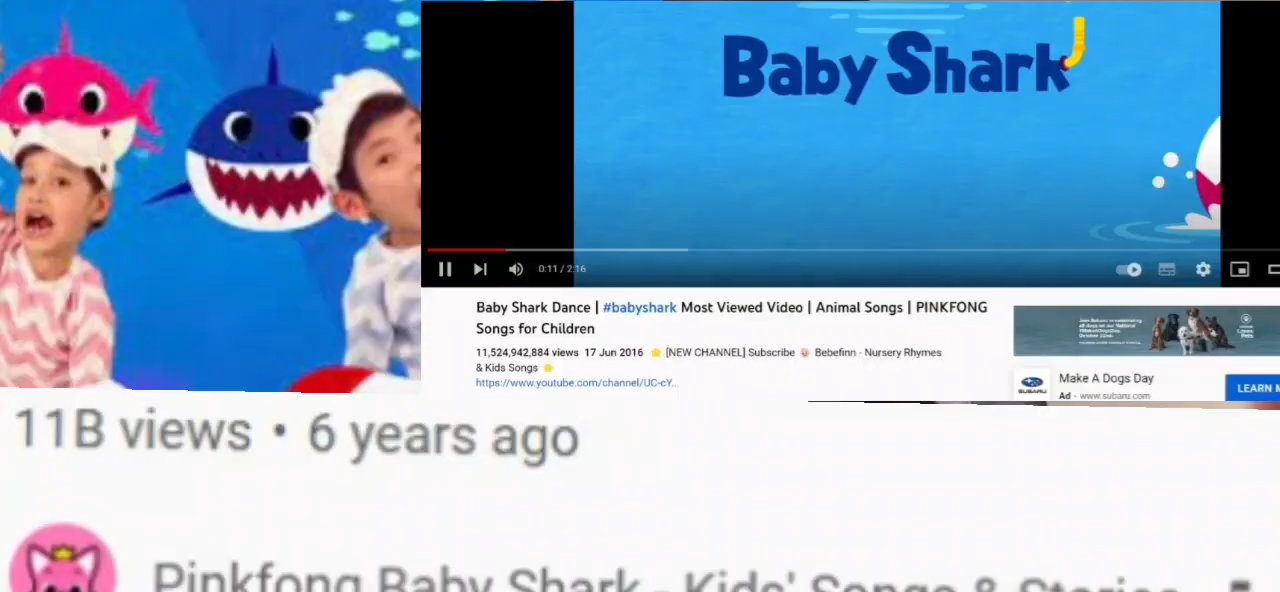 Baby Shark
0:11 / 2:16
Baby Shark Dance | #babyshark Most Viewed Video | Animal Songs | PINKFONG
Songs for Children
11,524,942,884 views 17 Jun 2016 ⭐ [NEW CHANNEL] Subscribe Bebefinn - Nursery Rhymes
& Kids Songs ⭐
https://www.youtube.com/channel/UC-cY...
SUBARU
Make A Dogs Day
Ad · www.subaru.com
LEARN
11B views • 6 years ago
Pinkfong Baby Shark - Kids' Songs & Stories